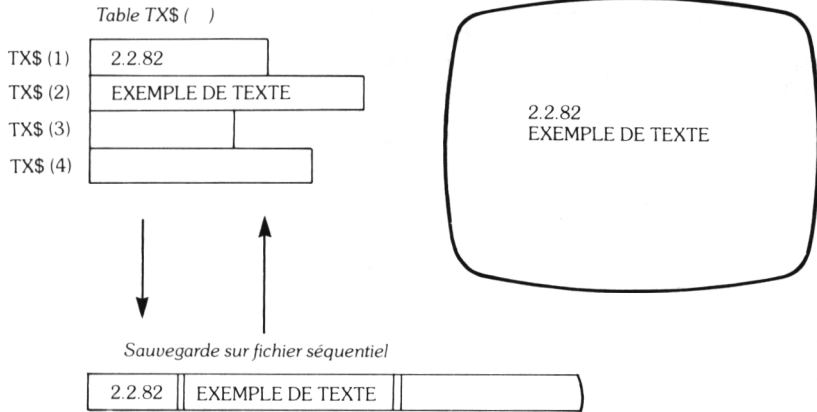 Table TX$ ( )
TX$ (1) 2.2.82
TX$ (2) EXEMPLE DE TEXTE
TX$ (3)
TX$ (4)
2.2.82
EXEMPLE DE TEXTE
Sauvegarde sur fichier séquentiel
2.2.82 EXEMPLE DE TEXTE